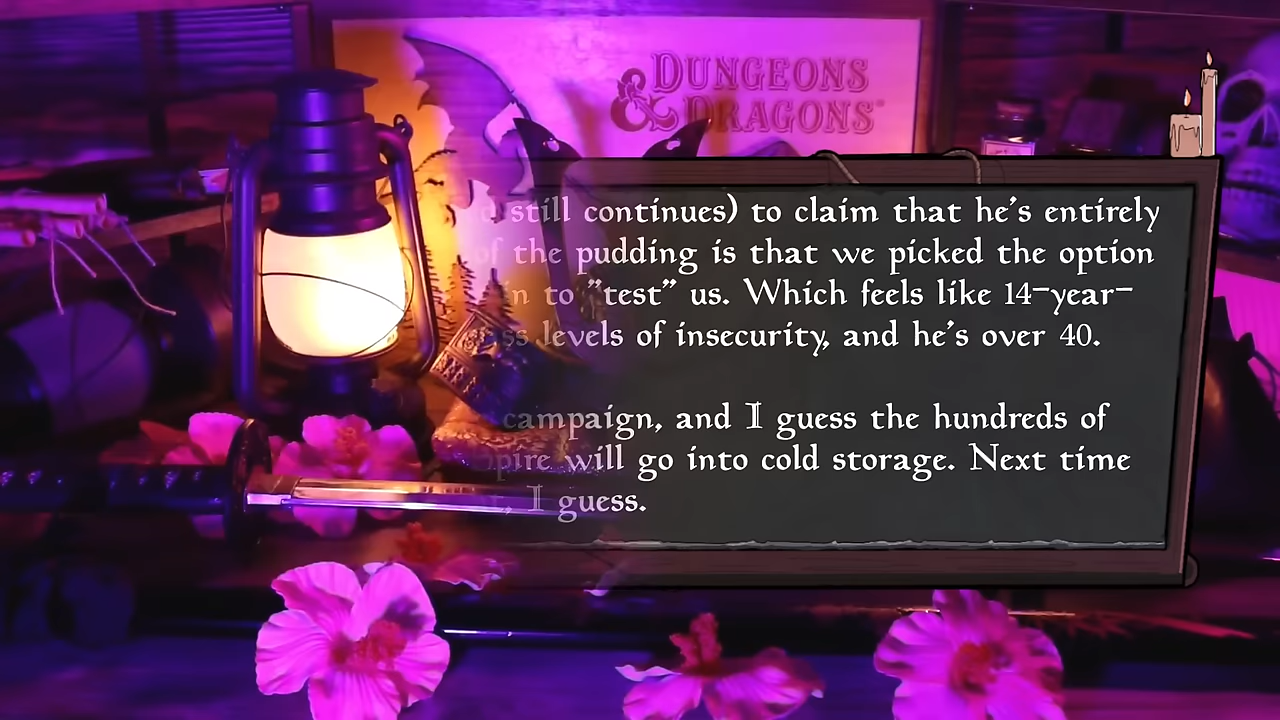 DUNGEONS
& DRAGONS
still continues) to claim that he's entirely
of the pudding is that we picked the option
to "test" us. Which feels like 14-year-
levels of insecurity, and he's over 40.
campaign, and I guess the hundreds of
will go into cold storage. Next time
I guess.